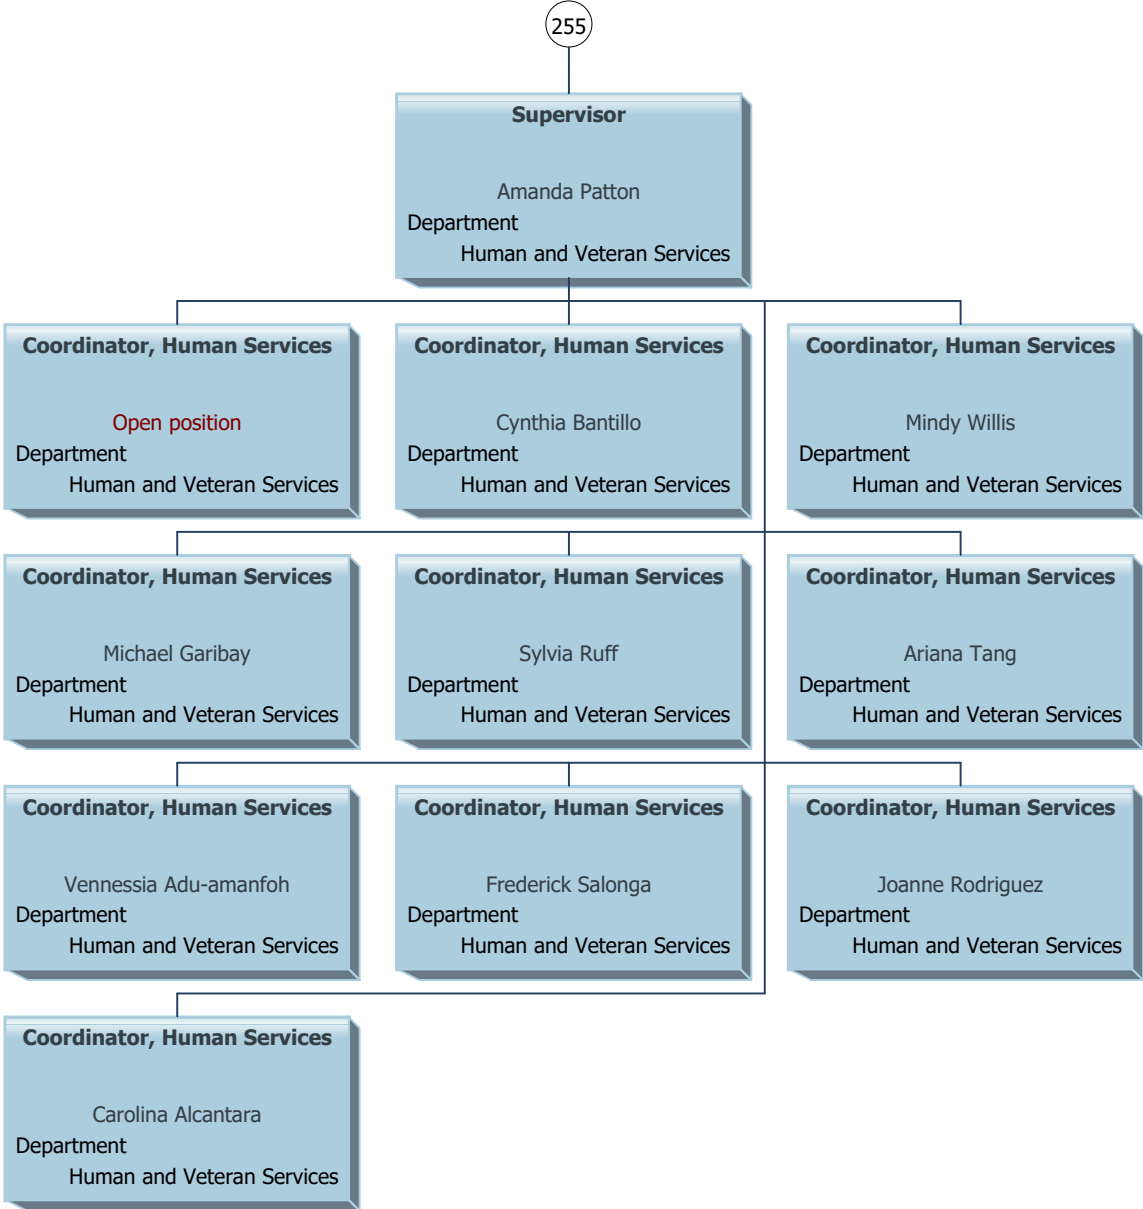 255
Supervisor
Amanda Patton
Department
Human and Veteran Services
Coordinator, Human Services
Open position
Department
Human and Veteran Services
Coordinator, Human Services
Cynthia Bantillo
Department
Human and Veteran Services
Coordinator, Human Services
Mindy Willis
Department
Human and Veteran Services
Coordinator, Human Services
Michael Garibay
Department
Human and Veteran Services
Coordinator, Human Services
Sylvia Ruff
Department
Human and Veteran Services
Coordinator, Human Services
Ariana Tang
Department
Human and Veteran Services
Coordinator, Human Services
Vennessia Adu-amanfoh
Department
Human and Veteran Services
Coordinator, Human Services
Frederick Salonga
Department
Human and Veteran Services
Coordinator, Human Services
Joanne Rodriguez
Department
Human and Veteran Services
Coordinator, Human Services
Carolina Alcantara
Department
Human and Veteran Services